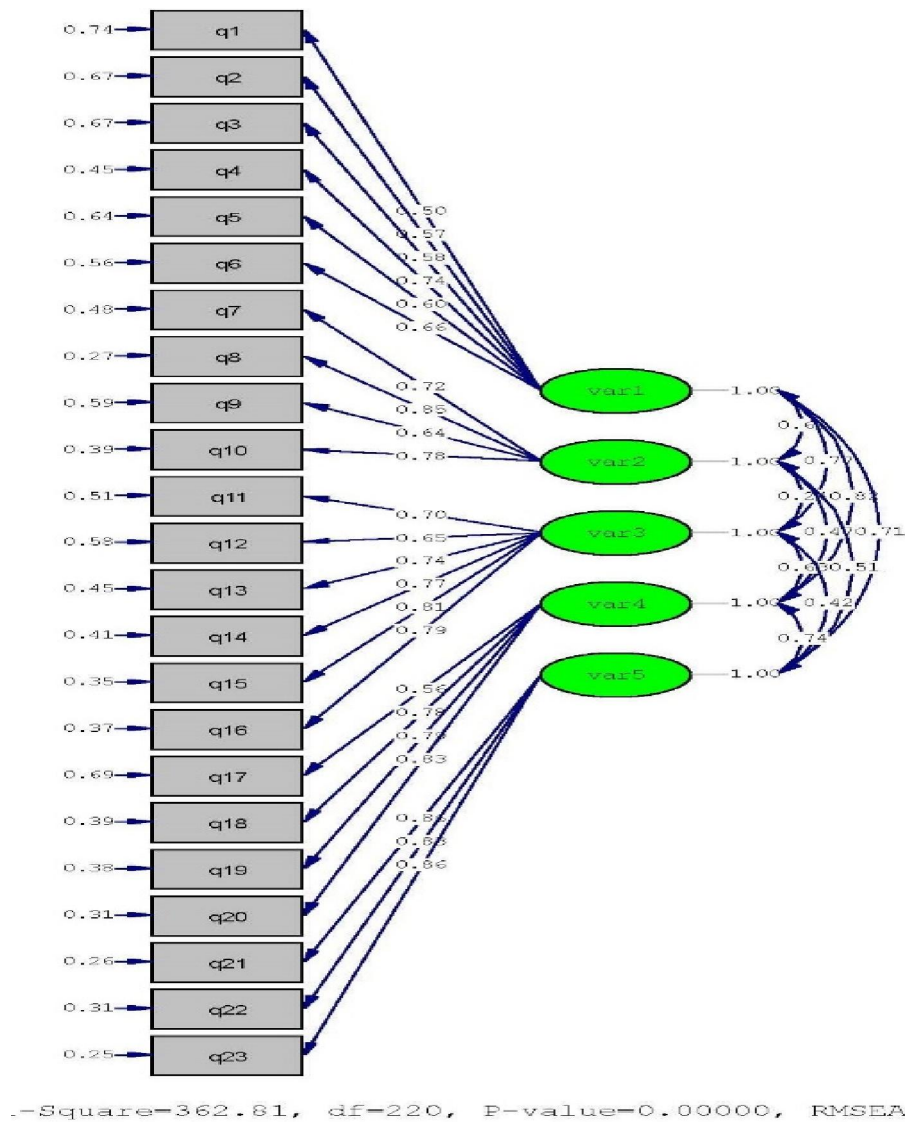 0.74 q1
0.67 q2
0.67 q3
0.45 q4
0.64 q5
0.56 q6
0.48 q7
0.27 q8
0.59 q9
0.39 q10
0.51 q11
0.58 q12
0.45 q13
0.41 q14
0.35 q15
0.37 q16
0.69 q17
0.39 q18
0.38 q19
0.31 q20
0.26 q21
0.31 q22
0.25 q23
0.50
0.57
0.58
0.74
0.60
0.66
0.72
0.85
0.64
0.78
0.70
0.65
0.74
0.77
0.81
0.79
0.56
0.78
0.83
0.86
var1 1.00
var2 1.00
var3 1.00
var4 1.00
var5 1.00
0.47
0.71
0.63
0.51
0.42
0.74
-Square=362.81, df=220, P-value=0.00000, RMSEA